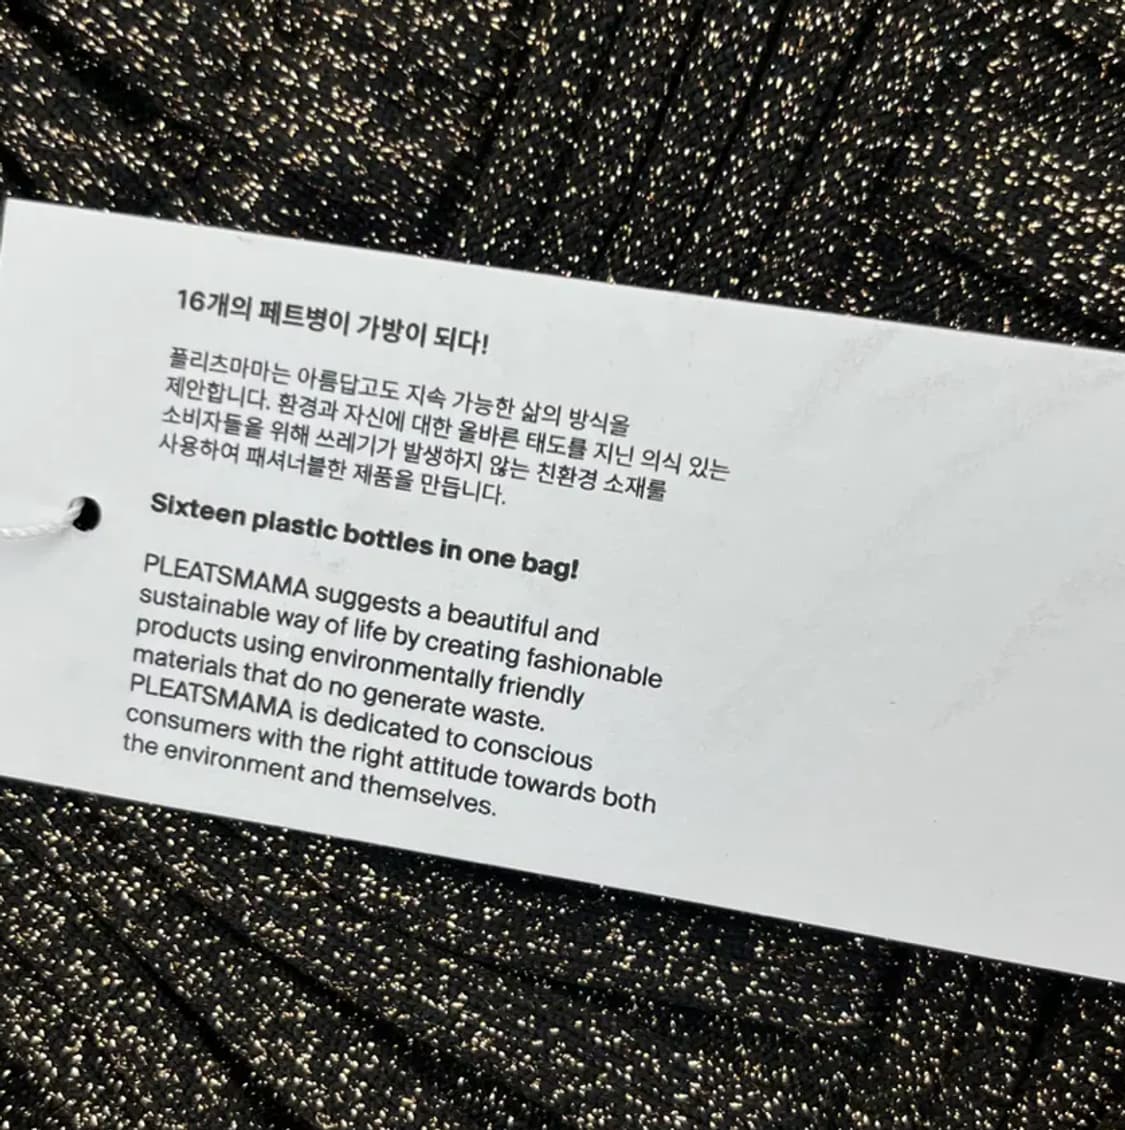 16개의 페트병이 가방이 되다!
플리츠마마는 아름답고도 지속 가능한 삶의 방식을
제안합니다. 환경과 자신에 대한 올바른 태도를 지닌 의식 있는
소비자들을 위해 쓰레기가 발생하지 않는 친환경 소재를
사용하여 패셔너블한 제품을 만듭니다.
Sixteen plastic bottles in one bag!
PLEATSMAMA suggests a beautiful and
sustainable way of life by creating fashionable
products using environmentally friendly
materials that do no generate waste.
PLEATSMAMA is dedicated to conscious
consumers with the right attitude towards both
the environment and themselves.